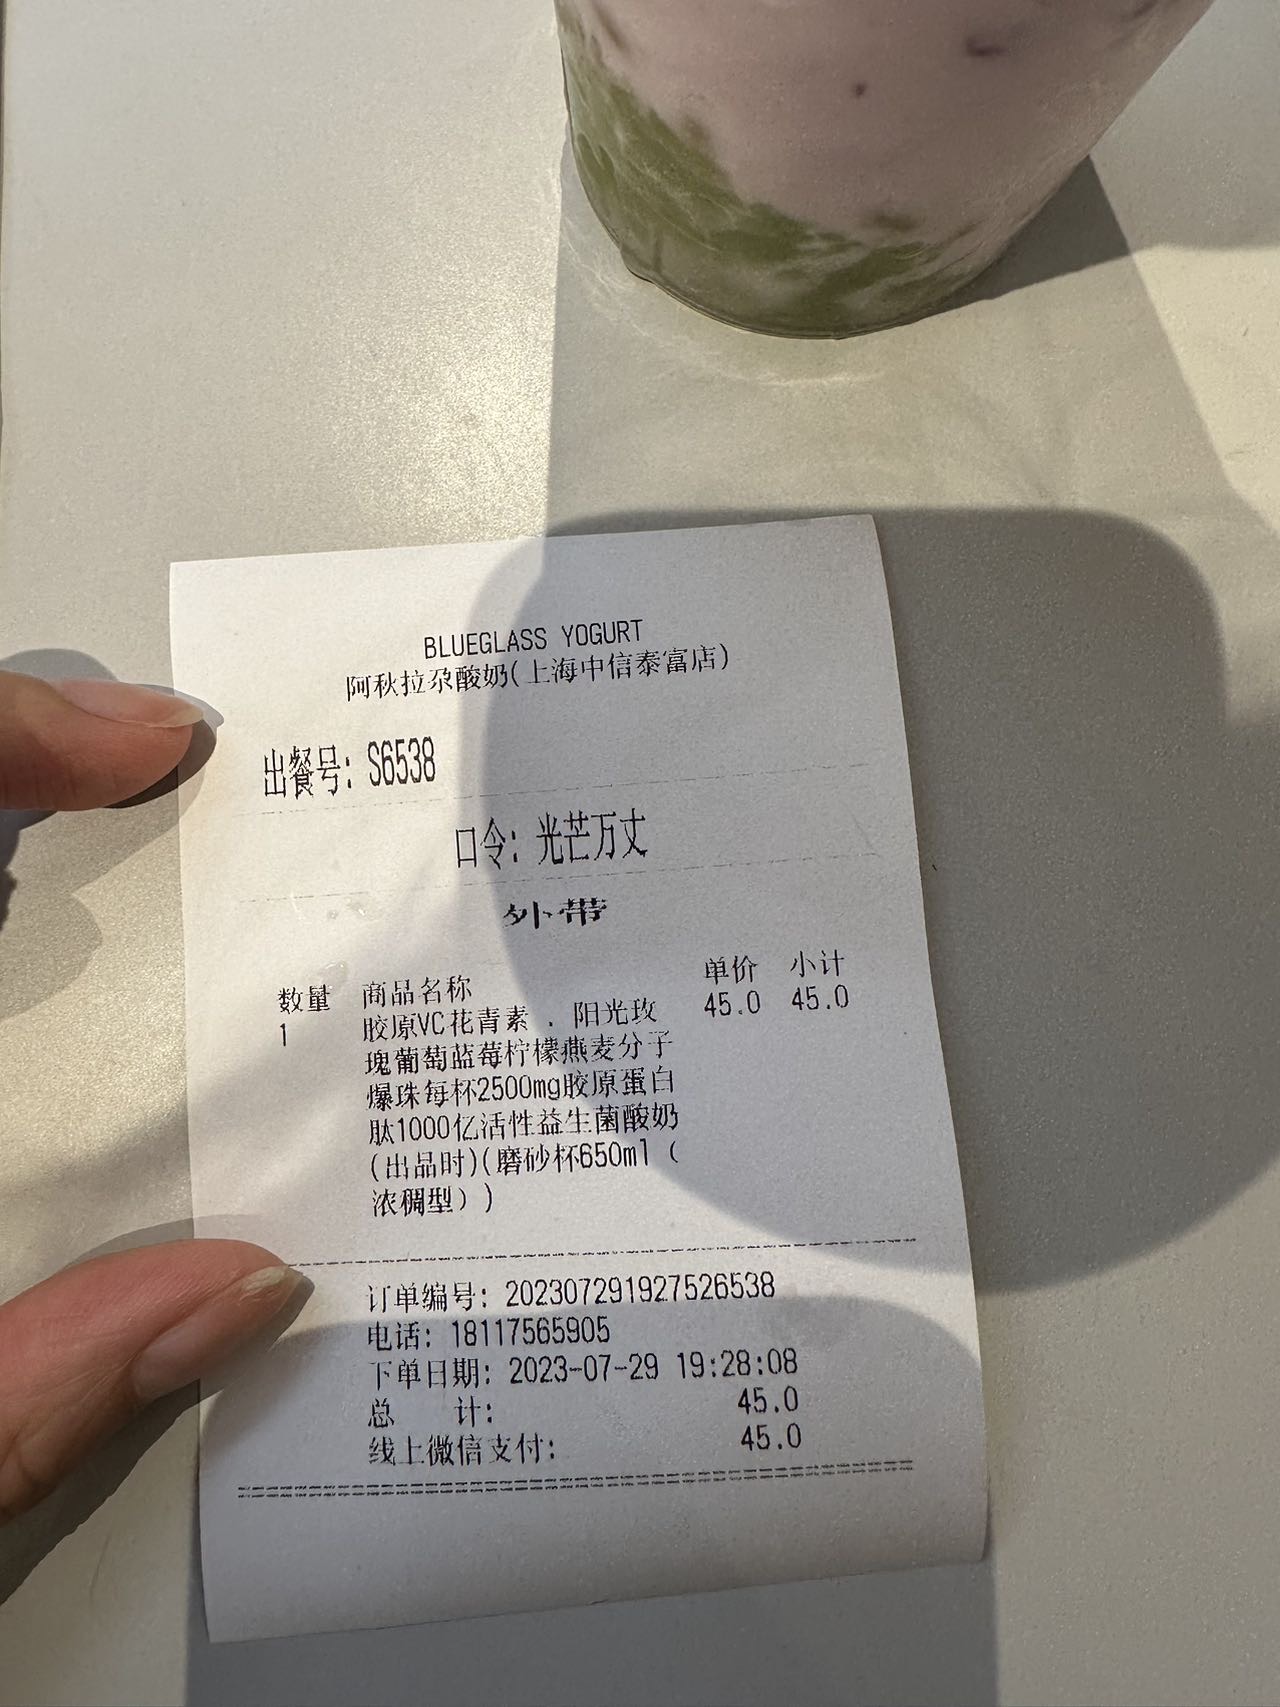 BLUEGLASS YOGURT
阿秋拉尕酸奶(上海中信泰富店)
出餐号: S6538
口令: 光芒万丈
外带
数量 商品名称 单价 小计
1 胶原VC花青素 . 阳光玫 45.0 45.0
瑰葡萄蓝莓柠檬燕麦分子
爆珠每杯2500mg胶原蛋白
肽1000亿活性益生菌酸奶
(出品时)(磨砂杯650ml（
浓稠型）)
订单编号: 202307291927526538
电话: 18117565905
下单日期: 2023-07-29 19:28:08
总 计: 45.0
线上微信支付: 45.0